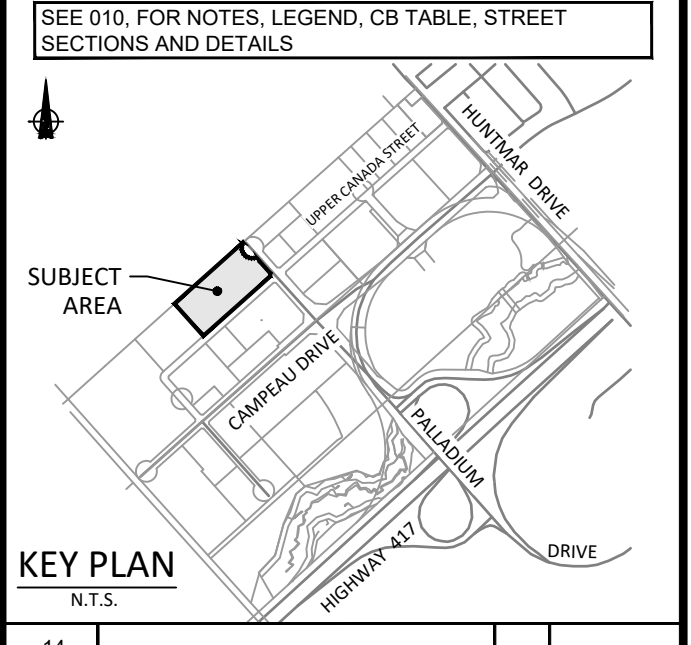 SEE 010, FOR NOTES, LEGEND, CB TABLE, STREET
SECTIONS AND DETAILS
HUNTMAR DRIVE
UPPER CANADA STREET
SUBJECT
AREA
CAMPEAU DRIVE
PALLADIUM
DRIVE
HIGHWAY 417
KEY PLAN
N.T.S.
14